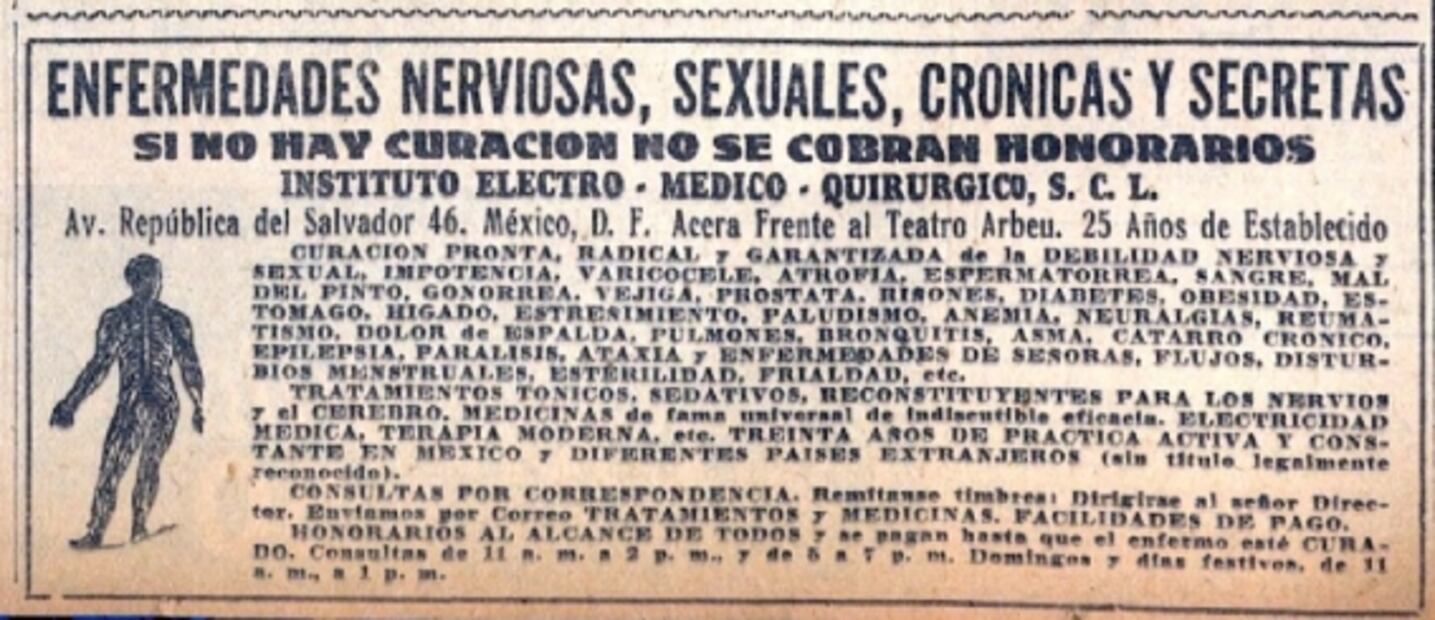 ENFERMEDADES NERVIOSAS, SEXUALES, CRONICAS Y SECRETAS
SI NO HAY CURACION NO SE COBRAN HONORARIOS
INSTITUTO ELECTRO - MEDICO - QUIRURGICO, S. C. L.
Av. República del Salvador 46. México, D. F. Acera Frente al Teatro Arbeu. 25 Años de Establecido
CURACION PRONTA, RADICAL y GARANTIZADA de la DEBILIDAD NERVIOSA y
SEXUAL, IMPOTENCIA, VARICOCELE, ATROFIA, ESPERMATORREA, SANGRE, MAL
DEL PINTO, GONORREA, VEJIGA, PROSTATA, RIÑONES, DIABETES, OBESIDAD, ES-
TOMAGO, HIGADO, ESTREÑIMIENTO, PALUDISMO, ANEMIA, NEURALGIAS, REUMA-
TISMO, DOLOR de ESPALDA, PULMONES, BRONQUITIS, ASMA, CATARRO CRONICO,
EPILEPSIA, PARALISIS, ATAXIA y ENFERMEDADES DE SEÑORAS, FLUJOS, DISTUR-
BIOS MENSTRUALES, ESTERILIDAD, FRIALDAD, etc.
TRATAMIENTOS TONICOS, SEDATIVOS, RECONSTITUYENTES PARA LOS NERVIOS
y el CEREBRO. MEDICINAS de fama universal de indiscutible eficacia. ELECTRICIDAD
MEDICA, TERAPIA MODERNA, etc. TREINTA AÑOS DE PRACTICA ACTIVA Y CONS-
TANTE EN MEXICO y DIFERENTES PAISES EXTRANJEROS (sin título legalmente
reconocido).
CONSULTAS POR CORRESPONDENCIA. Remítanse timbres: Dirigirse al señor Direc-
tor. Enviamos por Correo TRATAMIENTOS y MEDICINAS. FACILIDADES DE PAGO.
HONORARIOS AL ALCANCE DE TODOS y se pagan hasta que el enfermo esté CURA-
DO. Consultas de 11 a. m. a 2 p. m., y de 5 a 7 p. m. Domingos y días festivos, de 11
a. m., a 1 p. m.